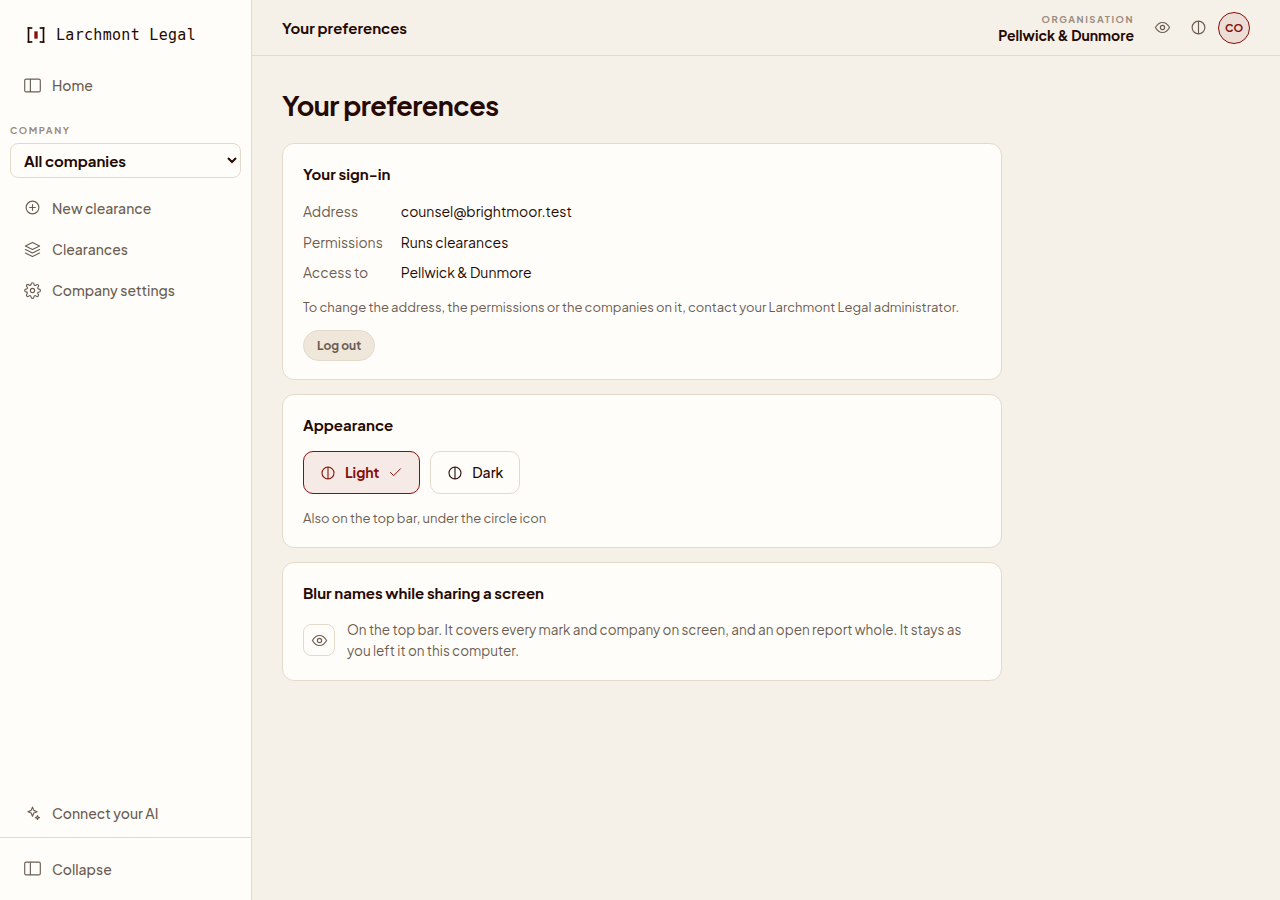 Larchmont Legal
Home
COMPANY
All companies
New clearance
Clearances
Company settings
Connect your AI
Collapse
Your preferences
ORGANISATION
Pellwick & Dunmore
CO
Your preferences
Your sign-in
Address counsel@brightmoor.test
Permissions Runs clearances
Access to Pellwick & Dunmore
To change the address, the permissions or the companies on it, contact your Larchmont Legal administrator.
Log out
Appearance
Light
Dark
Also on the top bar, under the circle icon
Blur names while sharing a screen
On the top bar. It covers every mark and company on screen, and an open report whole. It stays as
you left it on this computer.